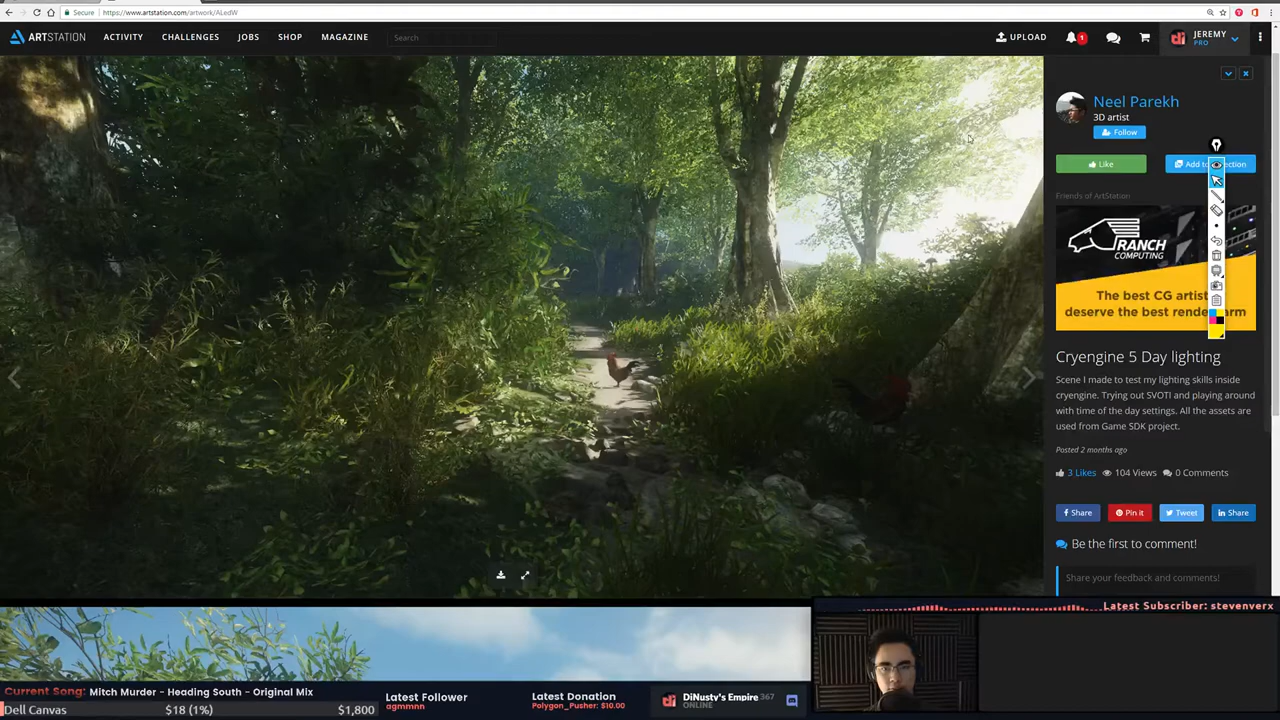 Secure | https://www.artstation.com/artwork/ALedW
ARTSTATION ACTIVITY CHALLENGES JOBS SHOP MAGAZINE Search UPLOAD 1 JEREMY
PRO
Neel Parekh
3D artist
Follow
Like
Friends of ArtStation
RANCH
COMPUTING
The best CG artist
deserve the best render
Cryengine 5 Day lighting
Scene I made to test my lighting skills inside
cryengine. Trying out SVOTI and playing around
with time of the day settings. All the assets are
used from Game SDK project.
Posted 2 months ago
3 Likes 104 Views 0 Comments
Share Pin it Tweet Share
Be the first to comment!
Share your feedback and comments!
Latest Subscriber: stevenverx
Current Song: Mitch Murder - Heading South - Original Mix
Dell Canvas $18 (1%) $1,800
Latest Follower
agmmnn
Latest Donation
Polygon_Pusher: $10.00
di DiNusty's Empire 367
ONLINE